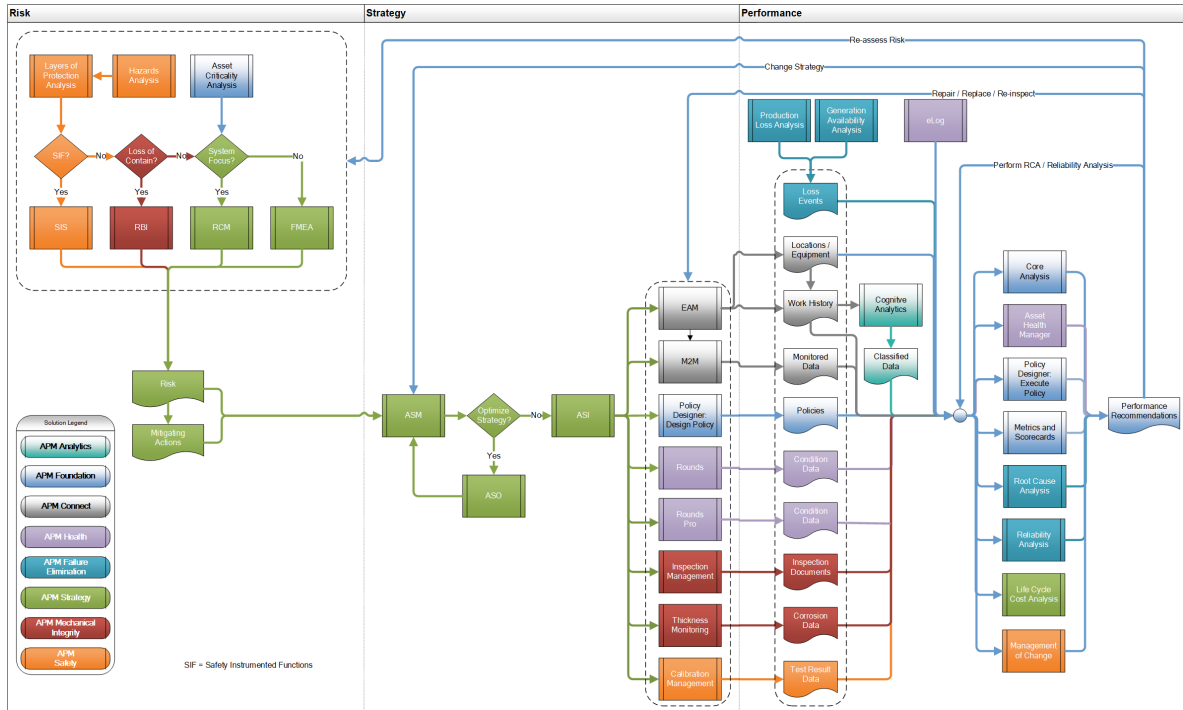 Risk
Strategy
Performance
Re-assess Risk
Change Strategy
Repair / Replace / Re-inspect
Perform RCA / Reliability Analysis
Layers of
Protection
Analysis
Hazards
Analysis
Asset
Criticality
Analysis
SIF?
No
Loss of
Contain?
No
System
Focus?
No
Yes
Yes
Yes
SIS
RBI
RCM
FMEA
Risk
Mitigating
Actions
ASM
Optimize
Strategy?
No
ASI
Yes
ASO
EAM
M2M
Policy
Designer:
Design Policy
Rounds
Rounds
Pro
Inspection
Management
Thickness
Monitoring
Calibration
Management
Production
Loss Analysis
Generation
Availability
Analysis
eLog
Loss
Events
Locations /
Equipment
Work History
Cognitve
Analytics
Monitored
Data
Classified
Data
Policies
Condition
Data
Condition
Data
Inspection
Documents
Corrosion
Data
Test Result
Data
Core
Analysis
Asset
Health
Manager
Policy
Designer:
Execute
Policy
Metrics and
Scorecards
Root Cause
Analysis
Reliability
Analysis
Life Cycle
Cost Analysis
Management
of Change
Performance
Recommendations
Solution Legend
APM Analytics
APM Foundation
APM Connect
APM Health
APM Failure
Elimination
APM Strategy
APM Mechanical
Integrity
APM
Safety
SIF = Safety Instrumented Functions